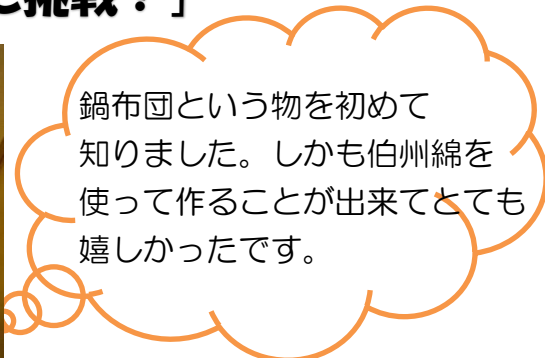 挑戦！」
鍋布団という物を初めて
知りました。しかも伯州綿を
使って作ることが出来てとても
嬉しかったです。